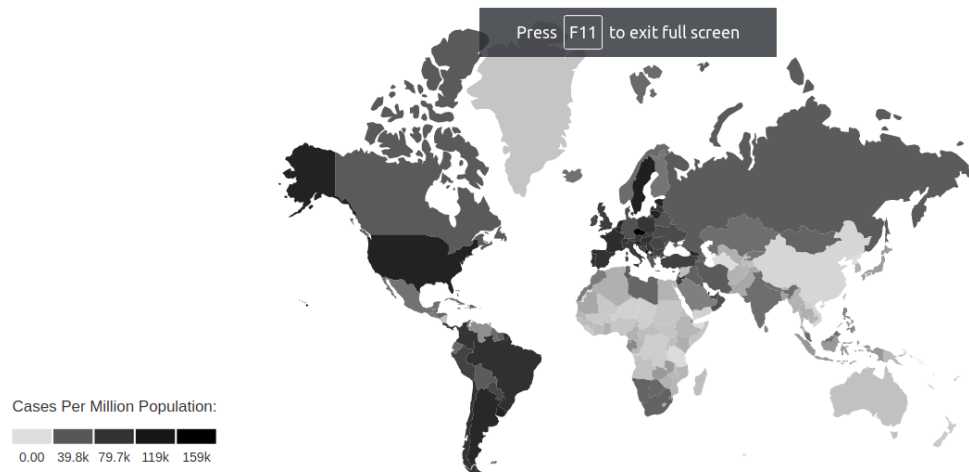 Press F11 to exit full screen
Cases Per Million Population:
0.00 39.8k 79.7k 119k 159k